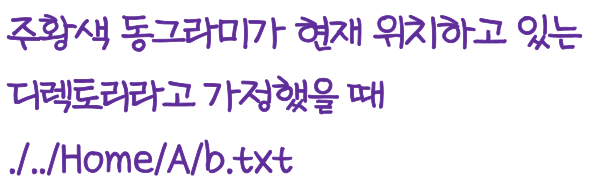 주황색 동그라미가 현재 위치하고 있는
디렉토리라고 가정했을 때
./../Home/A/b.txt